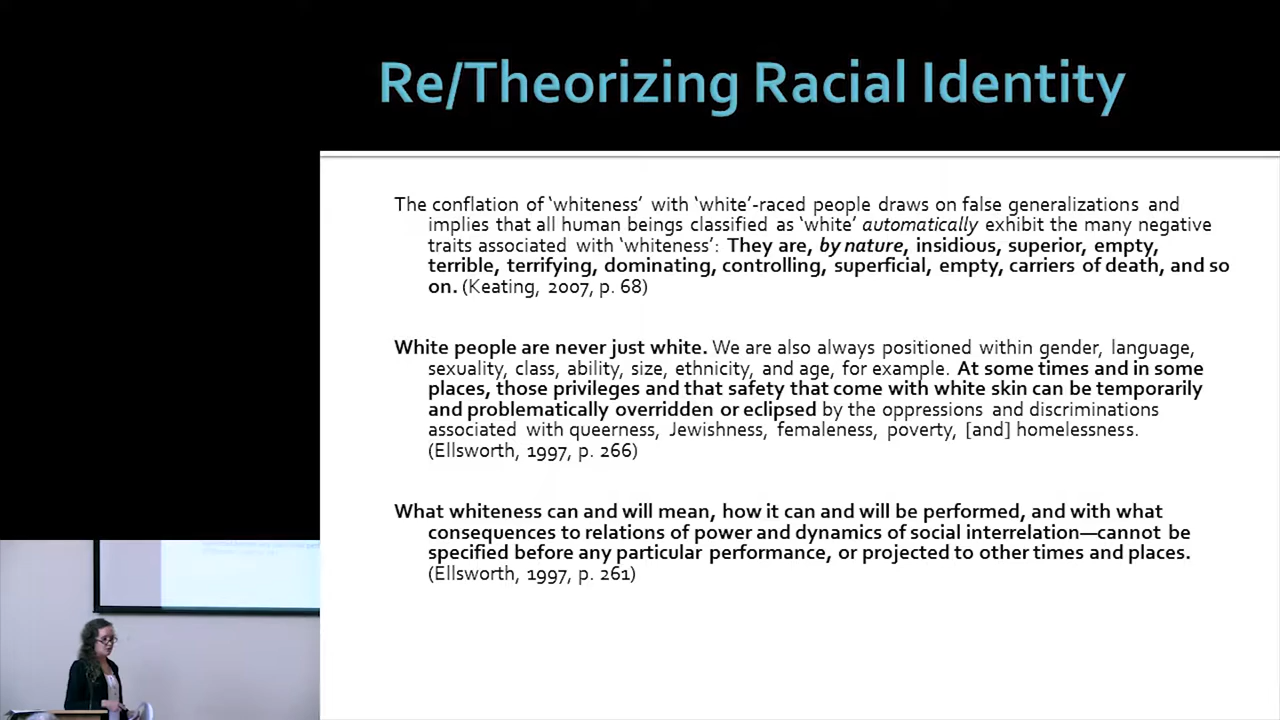 Re/Theorizing Racial Identity
The conflation of ‘whiteness’ with ‘white’-raced people draws on false generalizations and
implies that all human beings classified as ‘white’ automatically exhibit the many negative
traits associated with ‘whiteness’: They are, by nature, insidious, superior, empty,
terrible, terrifying, dominating, controlling, superficial, empty, carriers of death, and so
on. (Keating, 2007, p. 68)
White people are never just white. We are also always positioned within gender, language,
sexuality, class, ability, size, ethnicity, and age, for example. At some times and in some
places, those privileges and that safety that come with white skin can be temporarily
and problematically overridden or eclipsed by the oppressions and discriminations
associated with queerness, Jewishness, femaleness, poverty, [and] homelessness.
(Ellsworth, 1997, p. 266)
What whiteness can and will mean, how it can and will be performed, and with what
consequences to relations of power and dynamics of social interrelation—cannot be
specified before any particular performance, or projected to other times and places.
(Ellsworth, 1997, p. 261)